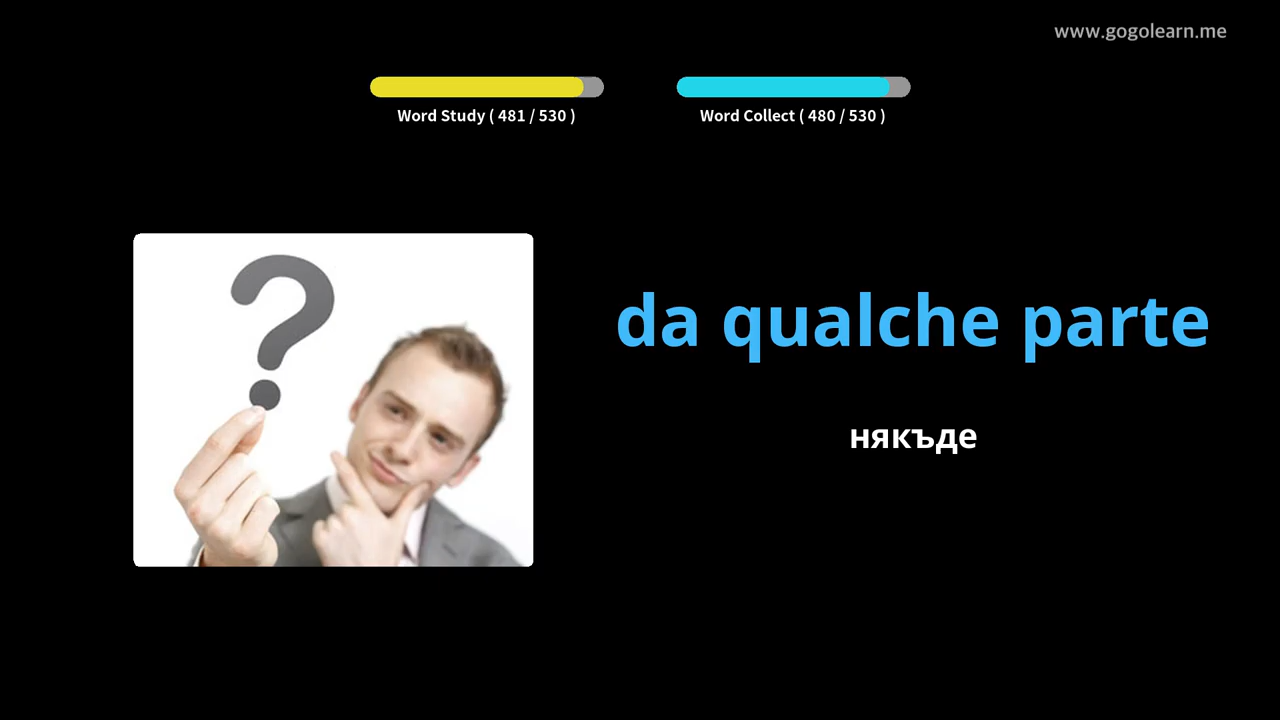 www.gogolearn.me
Word Study ( 481 / 530 )
Word Collect ( 480 / 530 )
da qualche parte
някъде